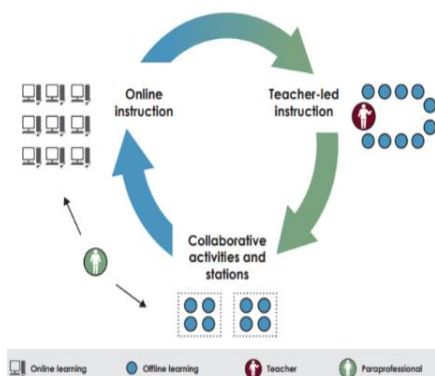 Online
instruction
Teacher-led
instruction
Collaborative
activities and
stations
Online learning
Offline learning
Teacher
Paraprofessional